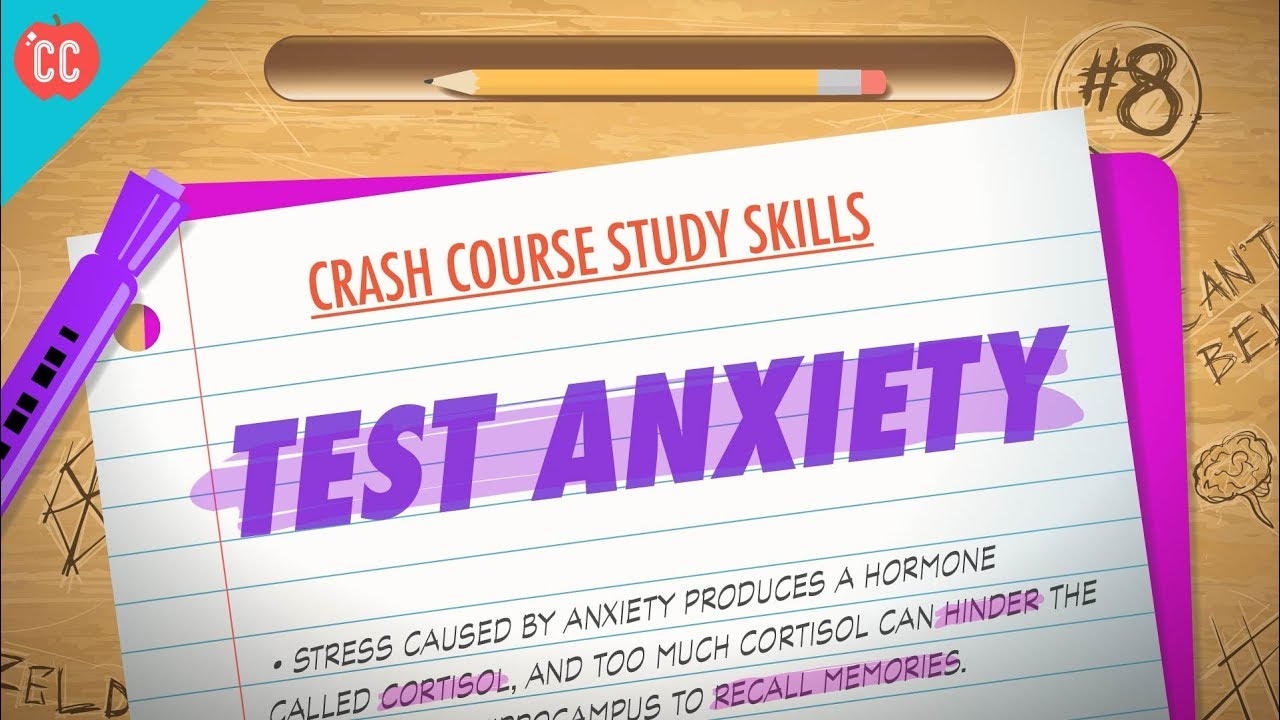 CC
#8
CRASH COURSE STUDY SKILLS
TEST ANXIETY
• STRESS CAUSED BY ANXIETY PRODUCES A HORMONE
CALLED CORTISOL, AND TOO MUCH CORTISOL CAN HINDER THE
TO RECALL MEMORIES.
#